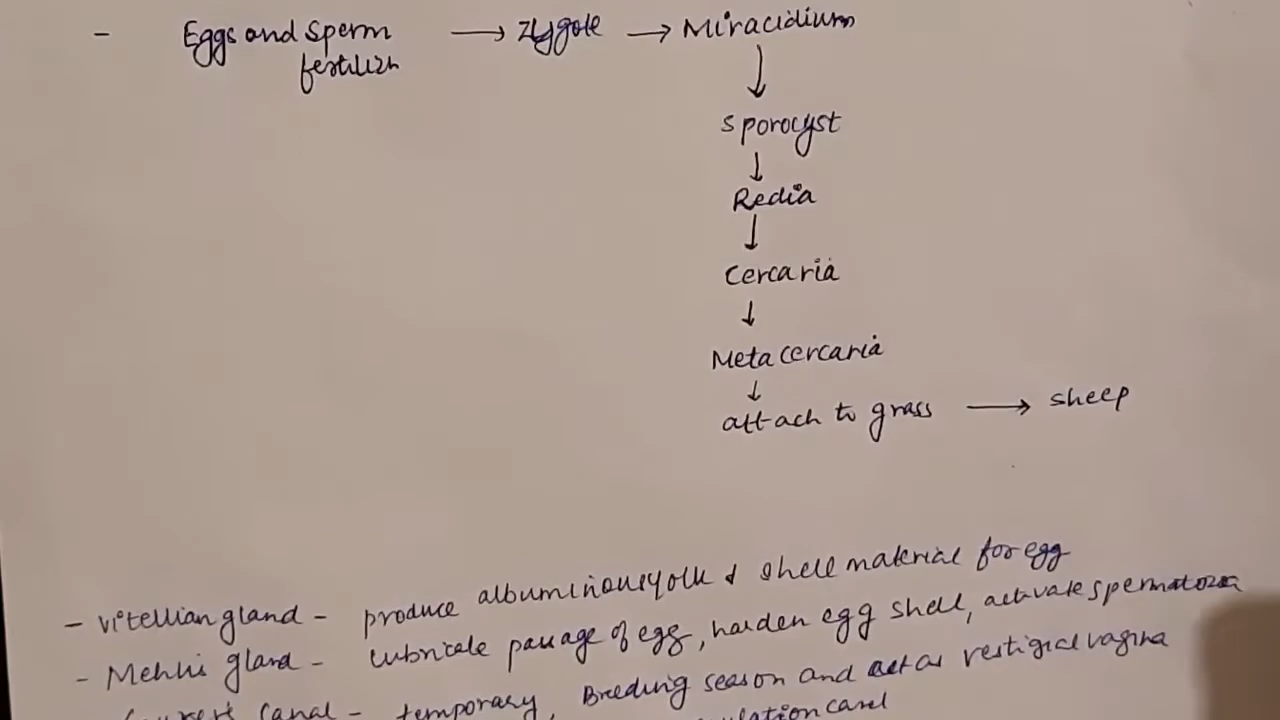 - Eggs and Sperm → zygote → Miracidium
fertilizn
↓
Sporocyst
↓
Redia
↓
Cercaria
↓
Metacercaria
↓
attach to grass → sheep
- vitellian gland - produce albuminous yolk & shell material for egg
- Mehlis gland - lubricate passage of egg, harden egg shell, activate spermatozoa
canal - temporary, Breeding season and act as vestigial vagina